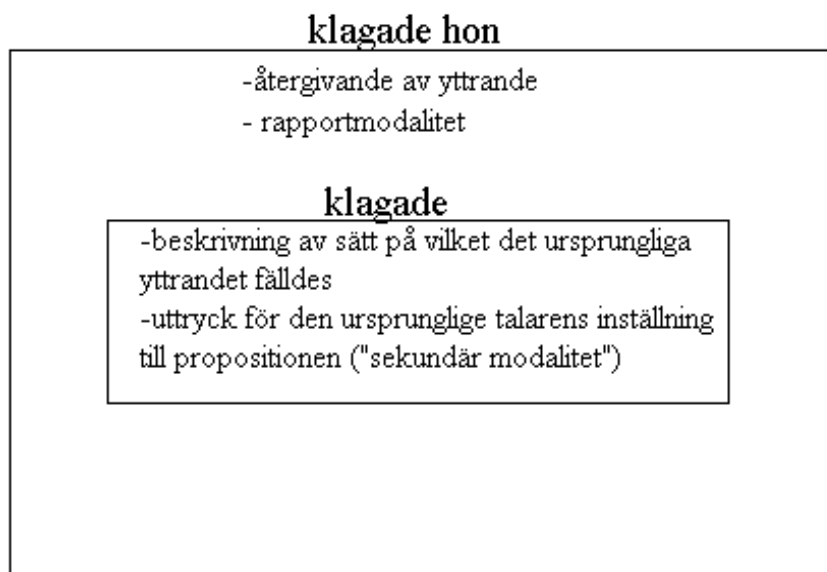 klagade hon
-återgivande av yttrande
- rapportmodalitet
klagade
-beskrivning av sätt på vilket det ursprungliga
yttrandet fälldes
-uttryck för den ursprunglige talarens inställning
till propositionen ("sekundär modalitet")